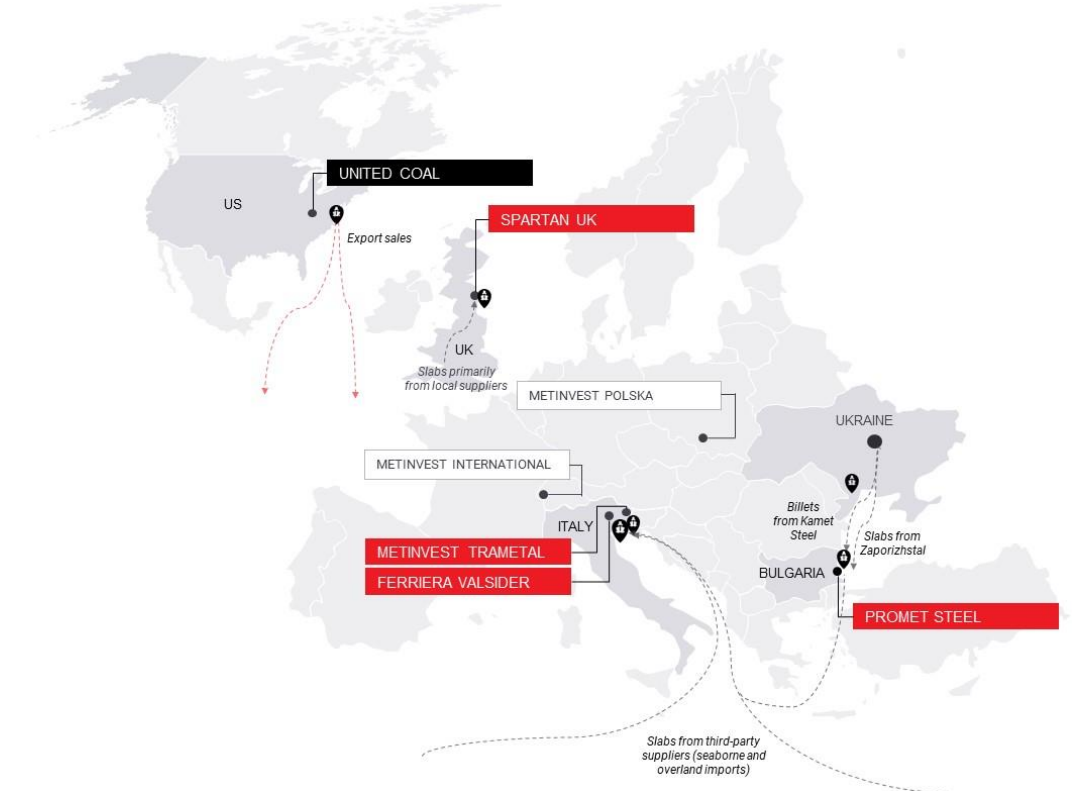 UNITED COAL
US
SPARTAN UK
Export sales
UK
Slabs primarily
from local suppliers
METINVEST POLSKA
UKRAINE
METINVEST INTERNATIONAL
Billets
from Kamet
Steel
ITALY
Slabs from
Zaporizhstal
METINVEST TRAMETAL
BULGARIA
FERRIERA VALSIDER
PROMET STEEL
Slabs from third-party
suppliers (seaborne and
overland imports)